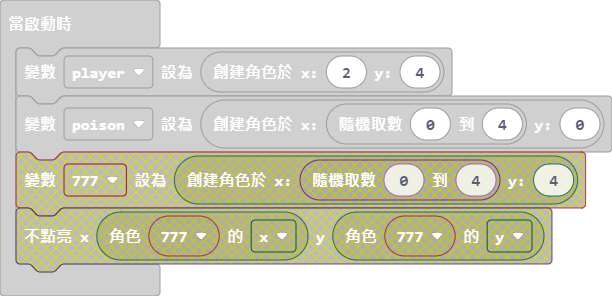 當啟動時
變數 player 設為 創建角色於 x: 2 y: 4
變數 poison 設為 創建角色於 x: 隨機取數 0 到 4 y: 0
變數 777 設為 創建角色於 x: 隨機取數 0 到 4 y: 4
不點亮 x 角色 777 的 x y 角色 777 的 y